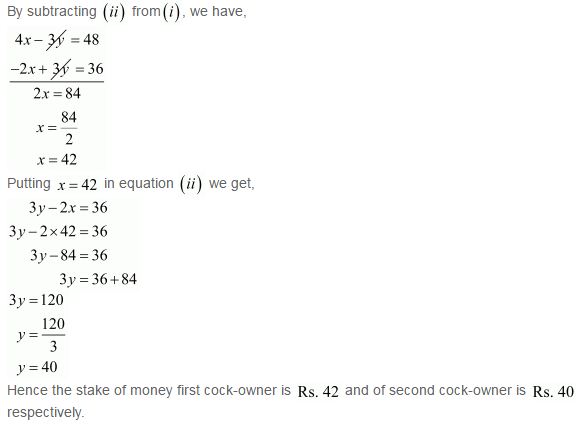 By subtracting (ii) from (i), we have,
4x − 3y = 48
−2x + 3y = 36
2x = 84
x = 84/2
x = 42
Putting x = 42 in equation (ii) we get,
3y − 2x = 36
3y − 2×42 = 36
3y − 84 = 36
3y = 36 + 84
3y = 120
y = 120/3
y = 40
Hence the stake of money first cock-owner is Rs. 42 and of second cock-owner is Rs. 40
respectively.